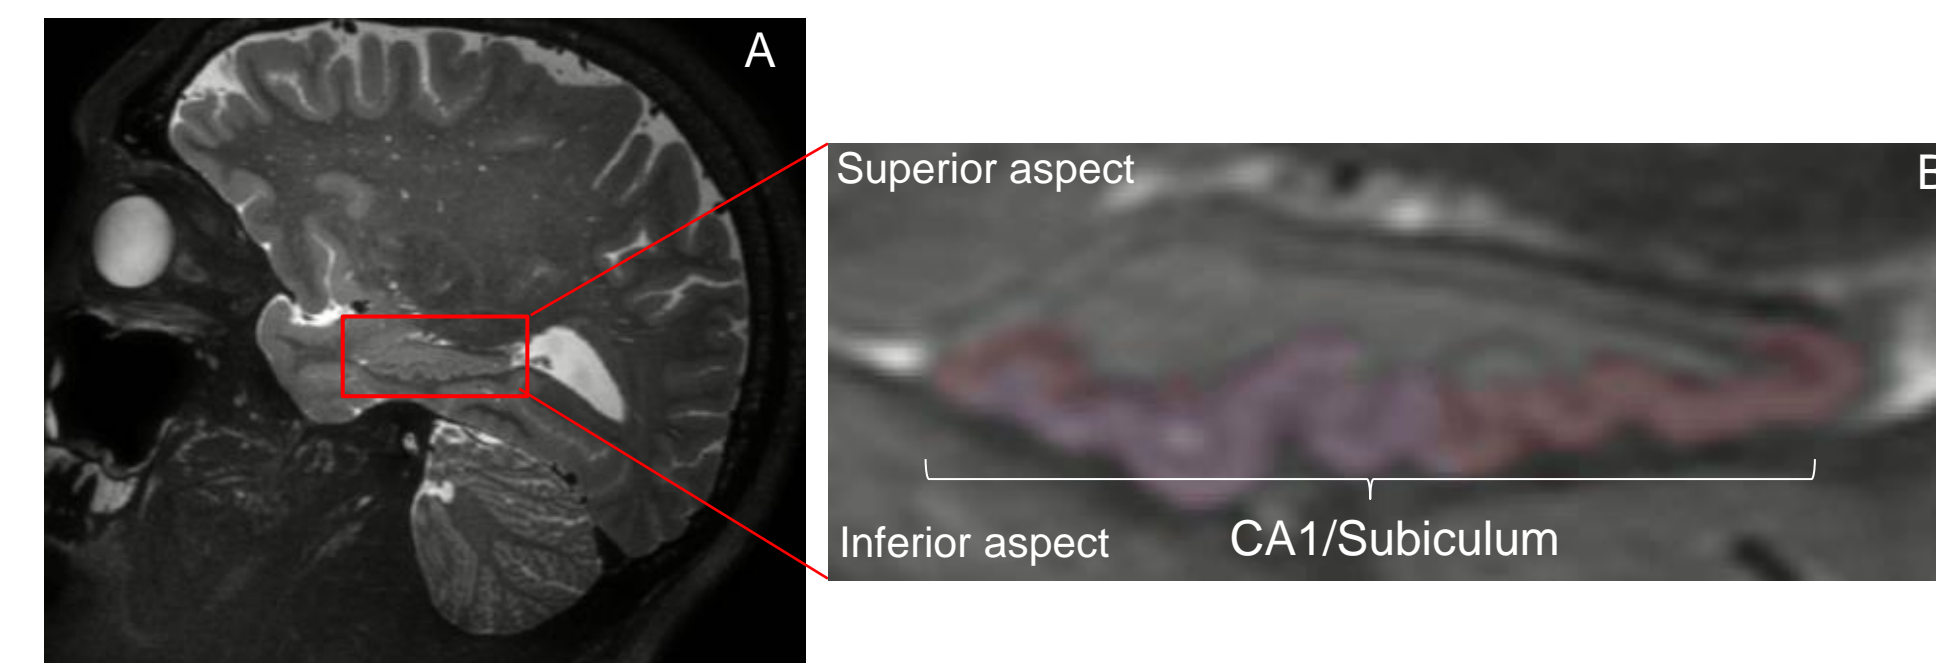 A
Superior aspect
B
Inferior aspect
CA1/Subiculum